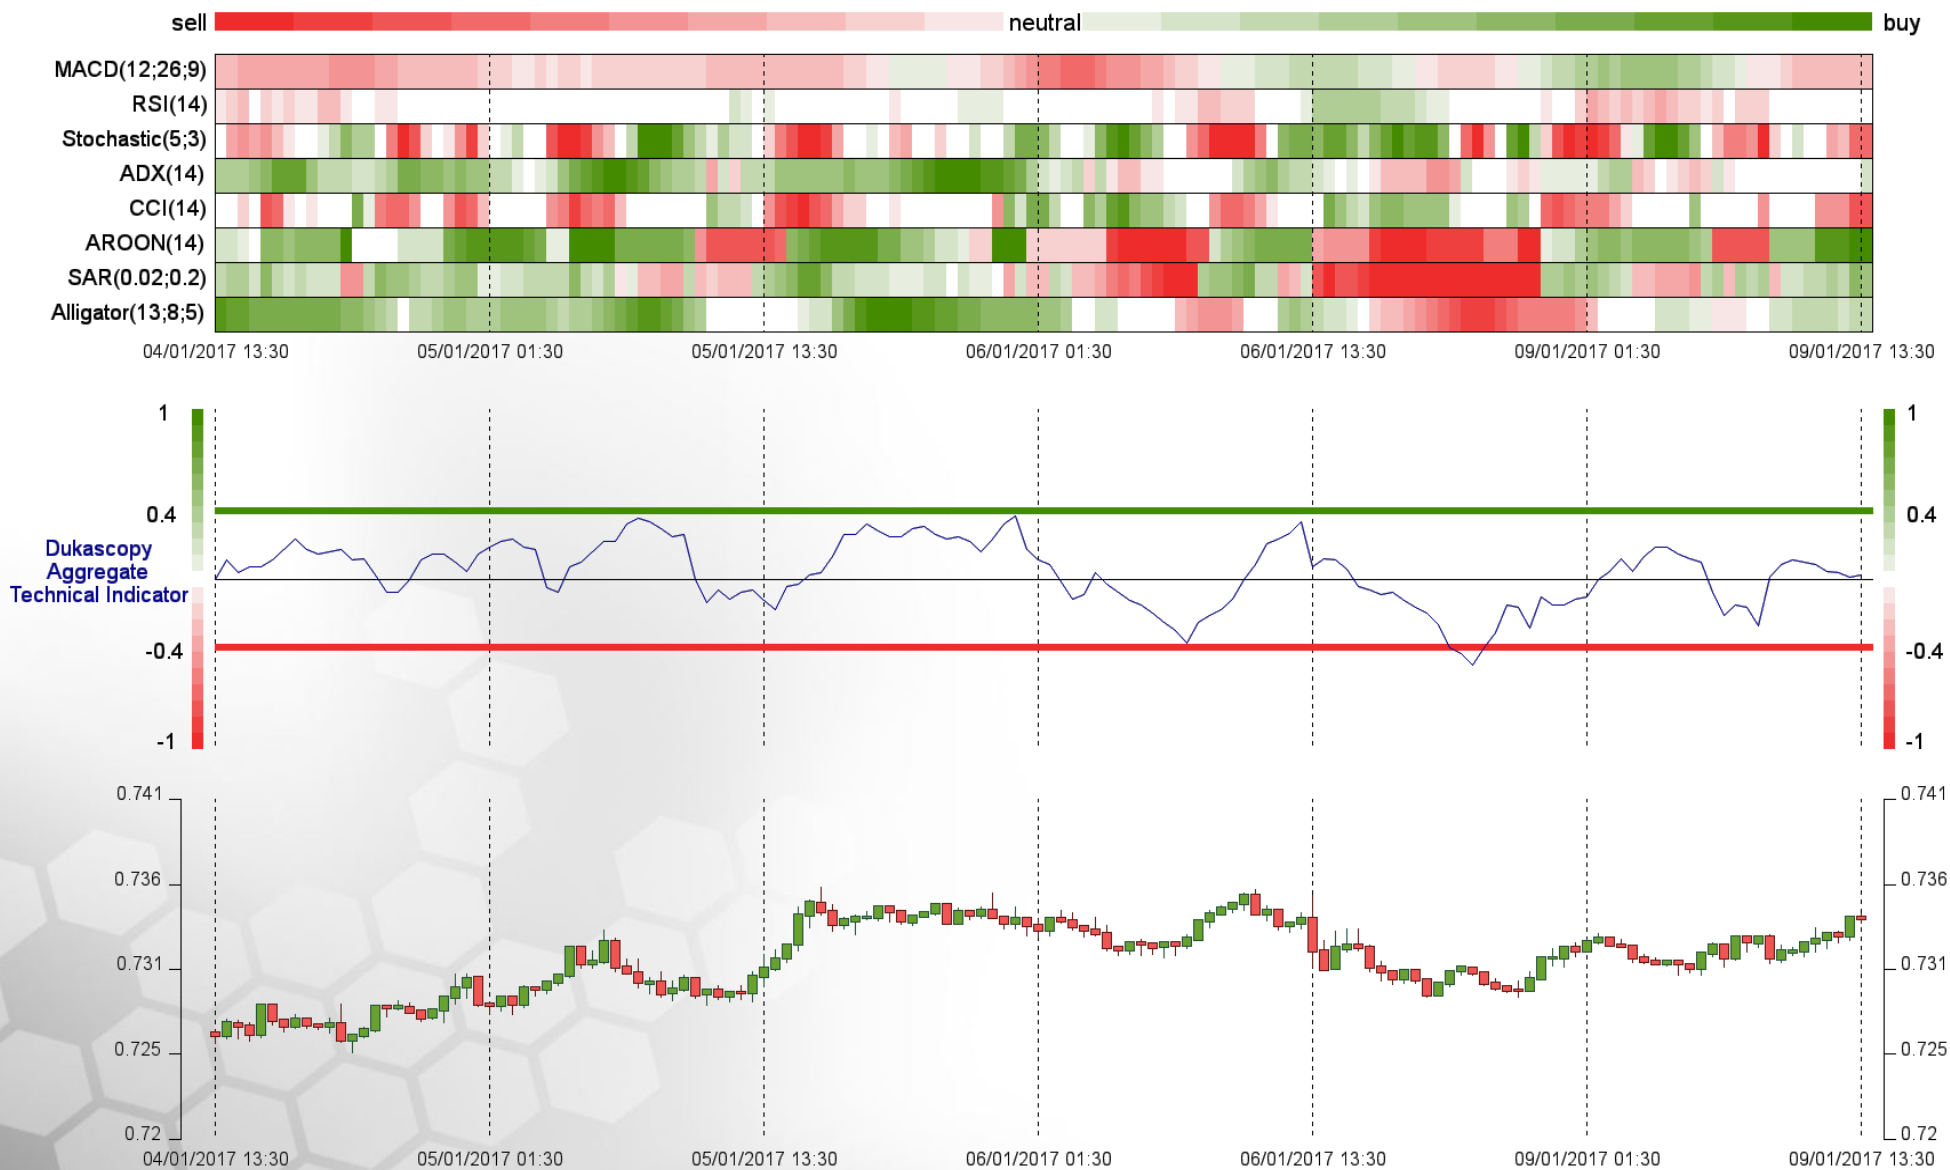 sell neutral buy
MACD(12;26;9)
RSI(14)
Stochastic(5;3)
ADX(14)
CCI(14)
AROON(14)
SAR(0.02;0.2)
Alligator(13;8;5)
04/01/2017 13:30 05/01/2017 01:30 05/01/2017 13:30 06/01/2017 01:30 06/01/2017 13:30 09/01/2017 01:30 09/01/2017 13:30
1 1
0.4 0.4
Dukascopy
Aggregate
Technical Indicator
-0.4 -0.4
-1 -1
0.741 0.741
0.736 0.736
0.731 0.731
0.725 0.725
0.72 0.72
04/01/2017 13:30 05/01/2017 01:30 05/01/2017 13:30 06/01/2017 01:30 06/01/2017 13:30 09/01/2017 01:30 09/01/2017 13:30